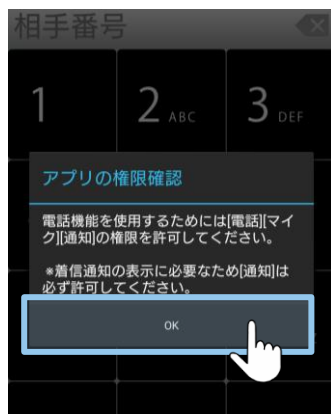 相手番号
1 2 ABC 3 DEF
アプリの権限確認
電話機能を使用するためには[電話][マイ
ク][通知]の権限を許可してください。
※着信通知の表示に必要なため[通知]は
必ず許可してください。
OK